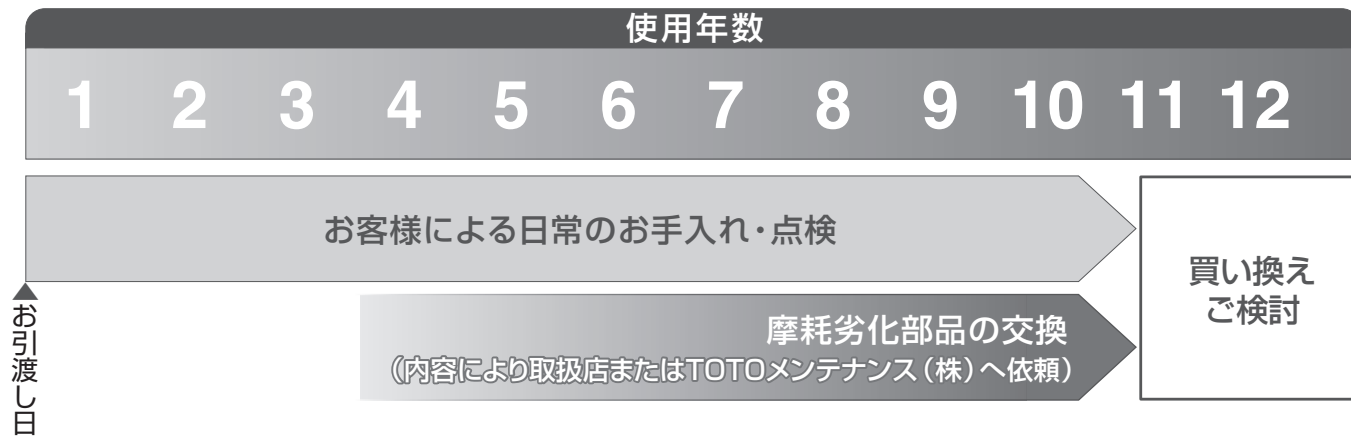 使用年数
1 2 3 4 5 6 7 8 9 10 11 12
お客様による日常のお手入れ・点検
買い換え
ご検討
摩耗劣化部品の交換
（内容により取扱店またはTOTOメンテナンス（株）へ依頼）
お引渡し日